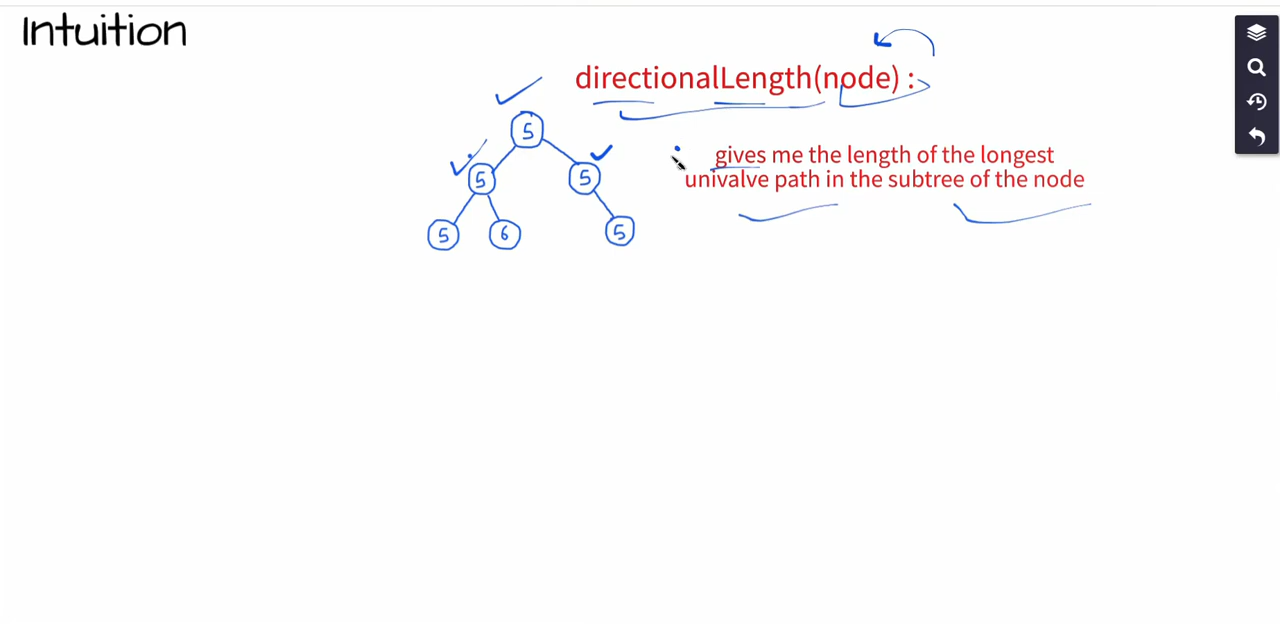 Intuition
directionalLength(node) :
gives me the length of the longest
univalve path in the subtree of the node
5
5 5
5 6 5